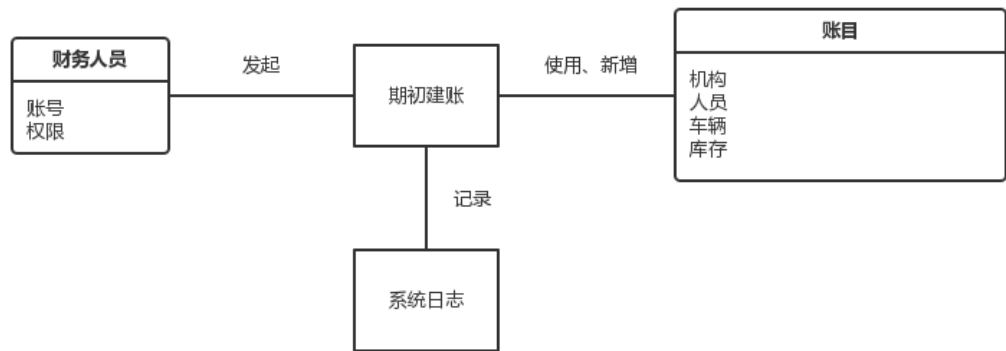 财务人员
账号
权限
发起
期初建账
使用、新增
账目
机构
人员
车辆
库存
记录
系统日志